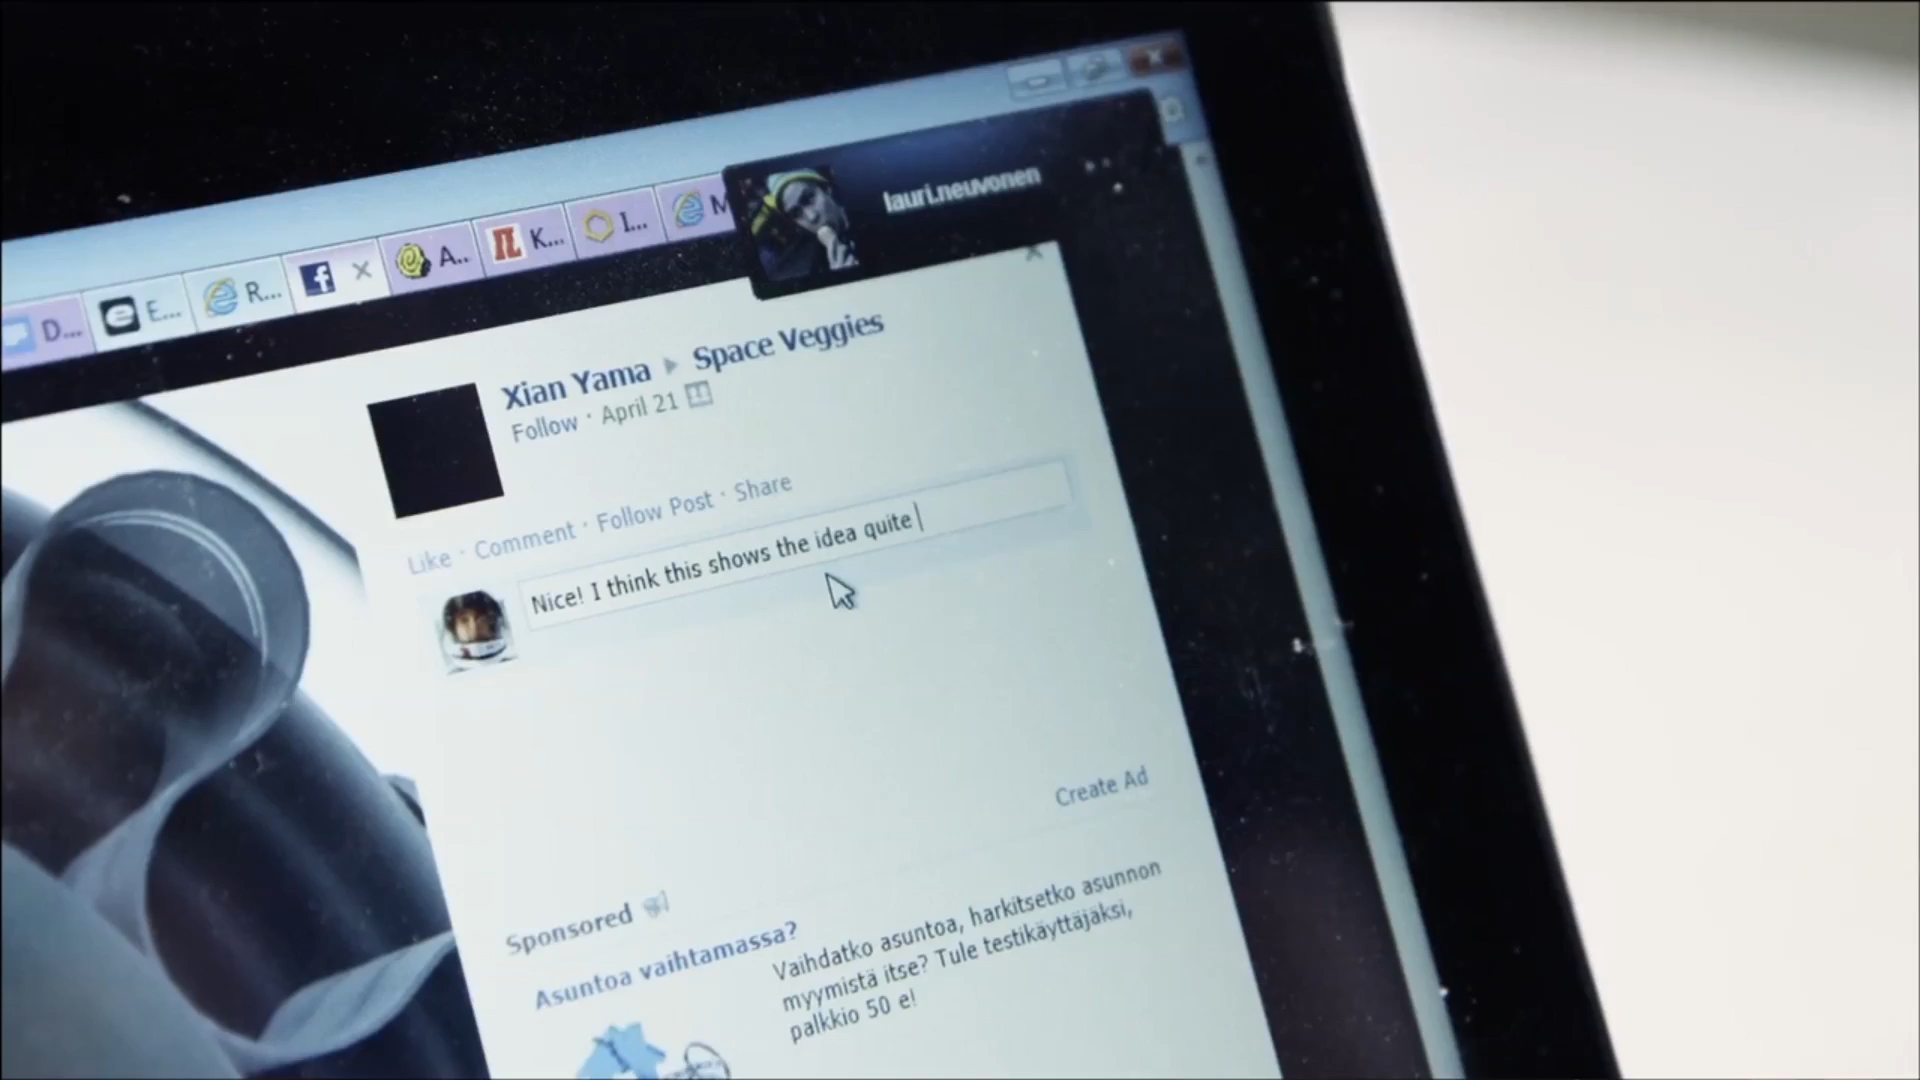 lauri.neuvonen
D... E... R... A.. IL K... I... M
Xian Yama Space Veggies
Follow · April 21
Like · Comment · Follow Post · Share
Nice! I think this shows the idea quite
Create Ad
Sponsored
Asuntoa vaihtamassa?
Vaihdatko asuntoa, harkitsetko asunnon
myymistä itse? Tule testikäyttäjäksi,
palkkio 50 e!